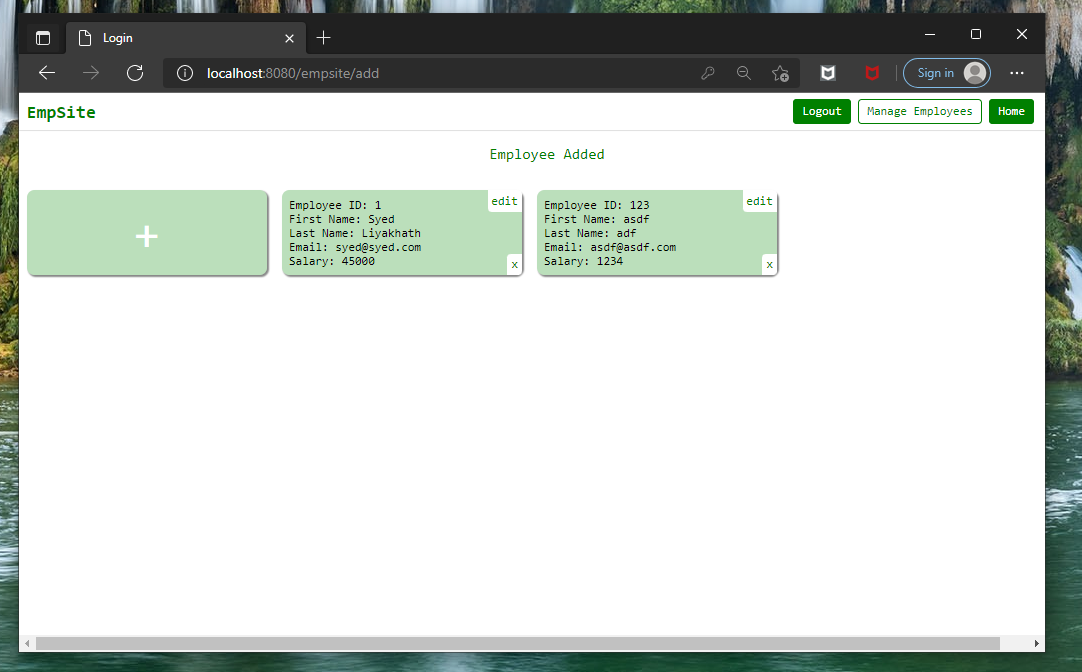 Login
localhost:8080/empsite/add
Sign in
EmpSite
Logout
Manage Employees
Home
Employee Added
+
Employee ID: 1
edit
First Name: Syed
Last Name: Liyakhath
Email: syed@syed.com
Salary: 45000
x
Employee ID: 123
edit
First Name: asdf
Last Name: adf
Email: asdf@asdf.com
Salary: 1234
x